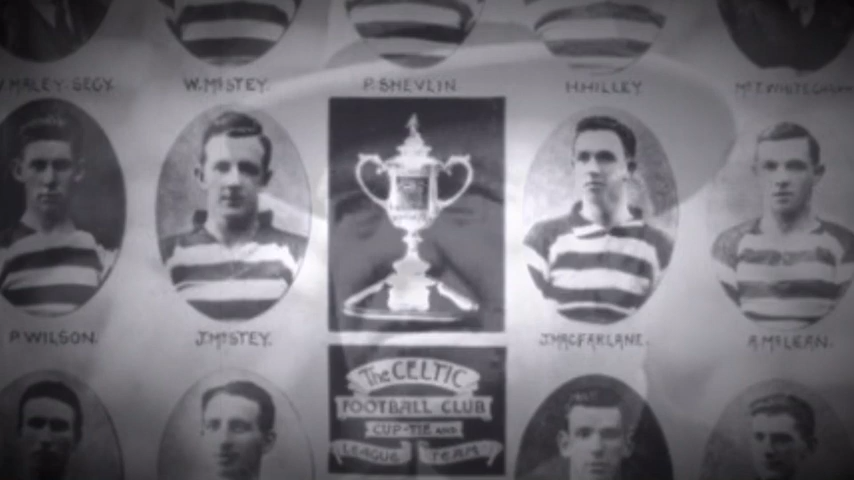 W. MALEY. SECY. W. McSTEY. P. SHEVLIN. H. HILLEY.
P. WILSON. J. McSTEY. J. MACFARLANE. A. McLEAN.
The CELTIC
FOOTBALL CLUB
CUP-TIE AND
LEAGUE TEAM